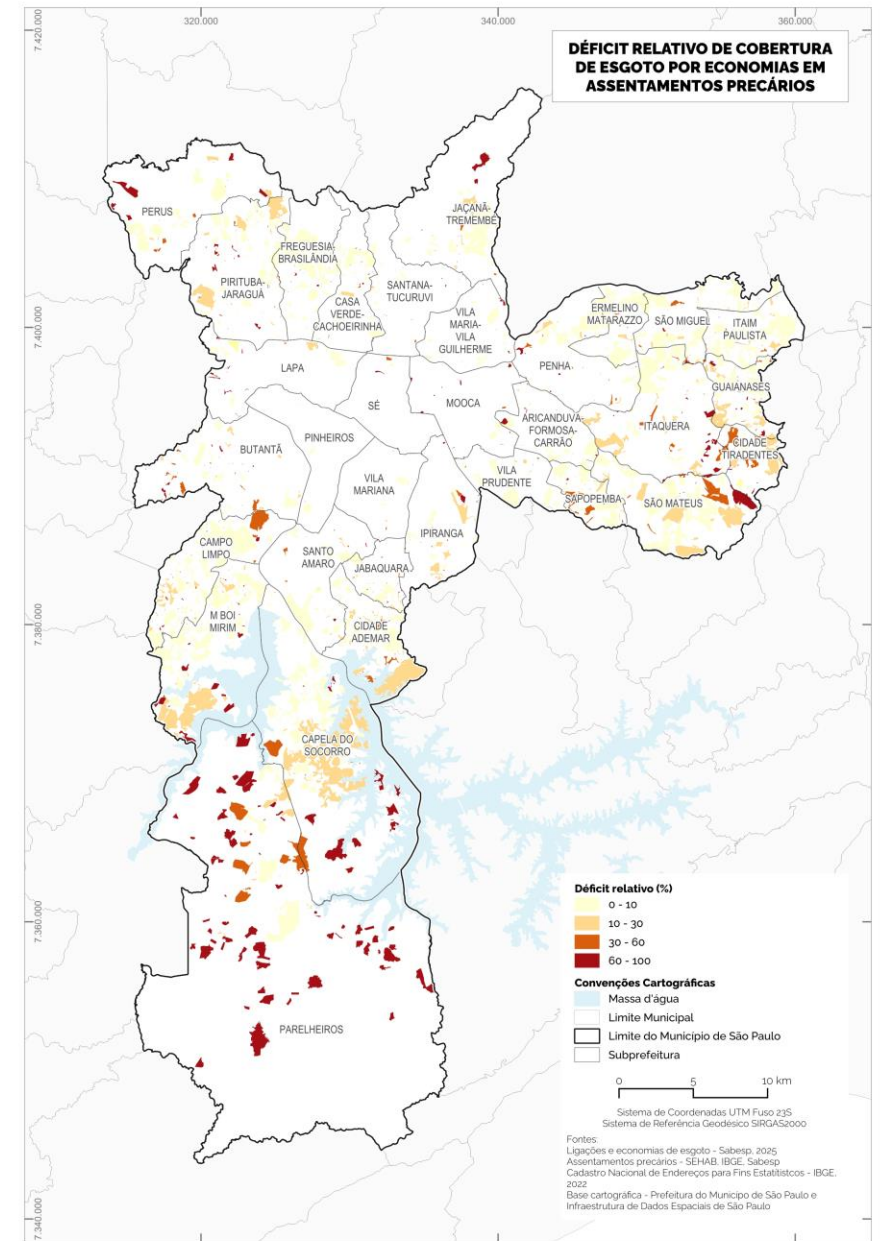 320.000
340.000
360.000
7.420.000
DÉFICIT RELATIVO DE COBERTURA
DE ESGOTO POR ECONOMIAS EM
ASSENTAMENTOS PRECÁRIOS
PERUS
JAÇANÃ-
TREMEMBÉ
FREGUESIA-
BRASILÂNDIA
PIRITUBA-
JARAGUÁ
SANTANA-
TUCURUVI
CASA
VERDE-
CACHOEIRINHA
VILA
MARIA-
VILA
GUILHERME
ERMELINO
MATARAZZO
SÃO MIGUEL
ITAIM
PAULISTA
7.400.000
LAPA
PENHA
GUAIANASES
SÉ
MOOCA
ARICANDUVA-
FORMOSA-
CARRÃO
ITAQUERA
CIDADE
TIRADENTES
BUTANTÃ
PINHEIROS
VILA
MARIANA
VILA
PRUDENTE
SAPOPEMBA
SÃO MATEUS
IPIRANGA
CAMPO
LIMPO
SANTO
AMARO
JABAQUARA
M BOI
MIRIM
CIDADE
ADEMAR
7.380.000
CAPELA DO
SOCORRO
PARELHEIROS
7.360.000
Déficit relativo (%)
0 - 10
10 - 30
30 - 60
60 - 100
Convenções Cartográficas
Massa d'água
Limite Municipal
Limite do Município de São Paulo
Subprefeitura
0 5 10 km
Sistema de Coordenadas UTM Fuso 23S
Sistema de Referência Geodésico SIRGAS2000
Fontes:
Ligações e economias de esgoto - Sabesp, 2025
Assentamentos precários - SEHAB, IBGE, Sabesp
Cadastro Nacional de Endereços para Fins Estatítistcos - IBGE,
2022
Base cartográfica - Prefeitura do Municipo de São Paulo e
Infraestrutura de Dados Espaciais de São Paulo
7.340.000